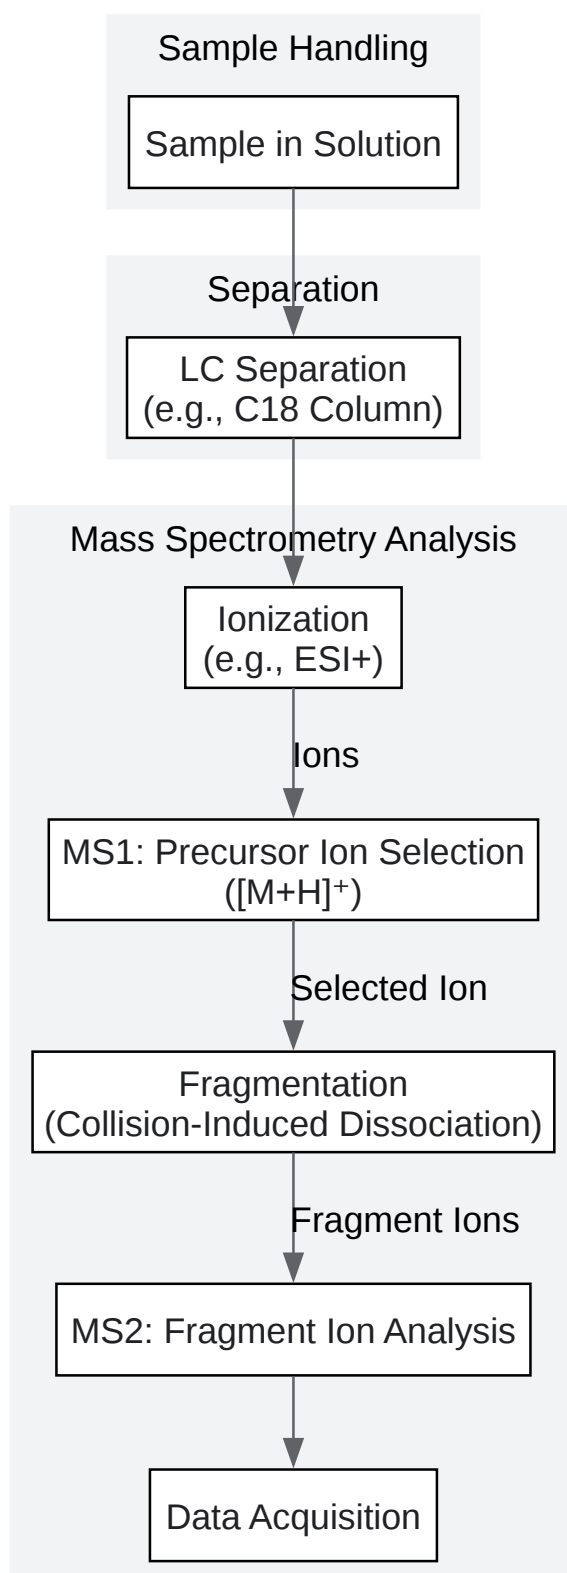 Sample Handling
Sample in Solution
Separation
LC Separation
(e.g., C18 Column)
Mass Spectrometry Analysis
Ionization
(e.g., ESI+)
Ions
MS1: Precursor Ion Selection
([M+H]⁺)
Selected Ion
Fragmentation
(Collision-Induced Dissociation)
Fragment Ions
MS2: Fragment Ion Analysis
Data Acquisition